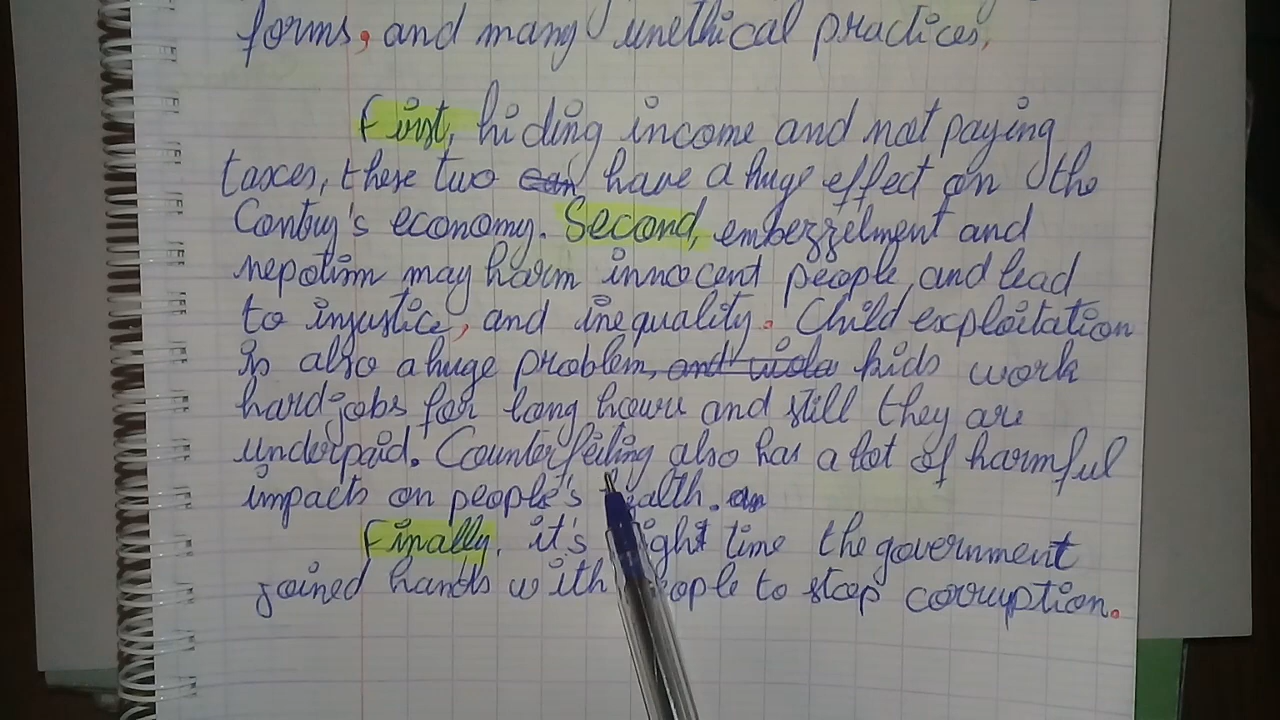 forms, and many unethical practices.
First, hiding income and not paying
taxes, these two can have a huge effect on the
Contry's economy. Second, embezzelment and
nepotism may harm innocent people, and lead
to injustice, and inequality. Child exploitation
is also a huge problem, and viola kids work
hard jobs for long hours and still they are
underpaid. Counterfeiting also has a lot of harmful
impacts on people's
Finally, it's time the government
joined hands with to stop corruption.